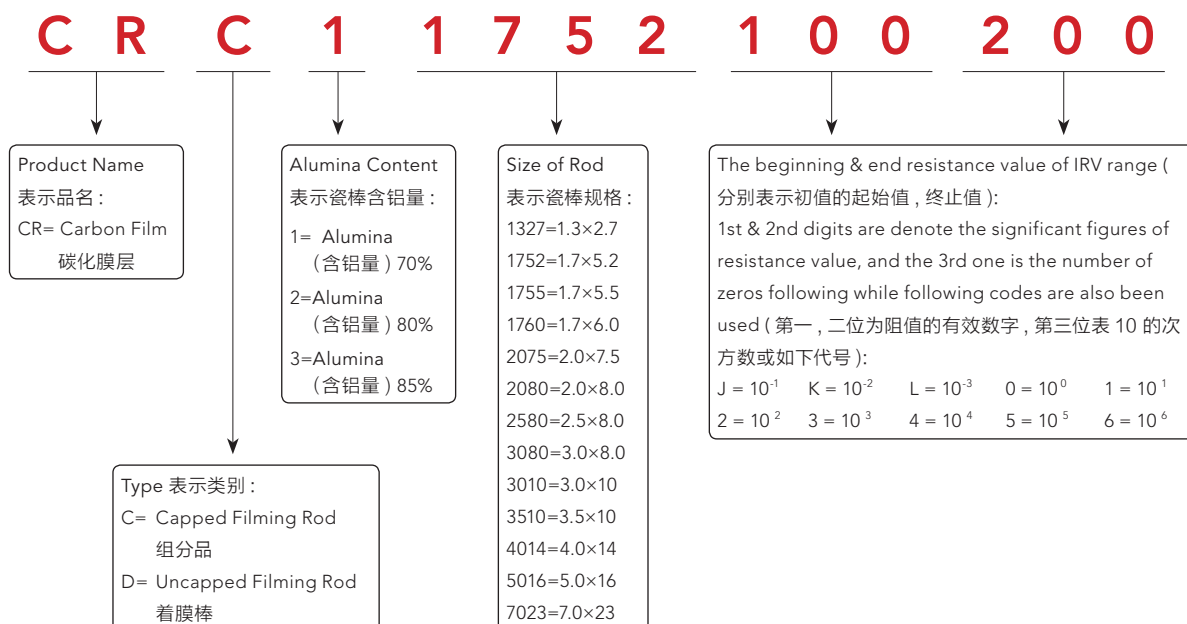 C R C 1 1 7 5 2 1 0 0 2 0 0
Product Name
表示品名 :
CR= Carbon Film
碳化膜层
Type 表示类别 :
C= Capped Filming Rod
组分品
D= Uncapped Filming Rod
着膜棒
Alumina Content
表示瓷棒含铝量 :
1= Alumina
(含铝量 ) 70%
2=Alumina
(含铝量 ) 80%
3=Alumina
(含铝量 ) 85%
Size of Rod
表示瓷棒规格 :
1327=1.3×2.7
1752=1.7×5.2
1755=1.7×5.5
1760=1.7×6.0
2075=2.0×7.5
2080=2.0×8.0
2580=2.5×8.0
3080=3.0×8.0
3010=3.0×10
3510=3.5×10
4014=4.0×14
5016=5.0×16
7023=7.0×23
The beginning & end resistance value of IRV range (
分别表示初值的起始值 , 终止值 ):
1st & 2nd digits are denote the significant figures of
resistance value, and the 3rd one is the number of
zeros following while following codes are also been
used ( 第一 , 二位为阻值的有效数字 , 第三位表 10 的次
方数或如下代号 ):
J = 10⁻¹ K = 10⁻² L = 10⁻³ 0 = 10⁰ 1 = 10¹
2 = 10² 3 = 10³ 4 = 10⁴ 5 = 10⁵ 6 = 10⁶